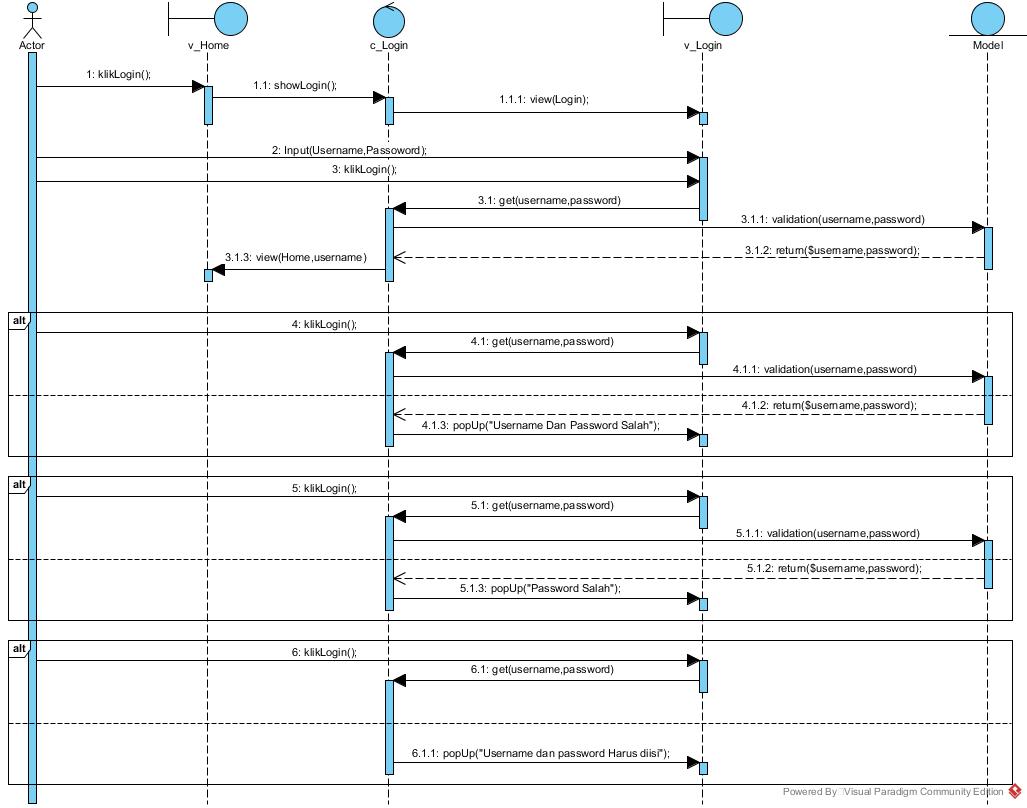 Actor
v_Home
c_Login
v_Login
Model
1: klikLogin();
1.1: showLogin();
1.1.1: view(Login);
2: Input(Username,Passoword);
3: klikLogin();
3.1: get(username,password)
3.1.1: validation(username,password)
3.1.2: return($username,password);
3.1.3: view(Home,username)
alt
4: klikLogin();
4.1: get(username,password)
4.1.1: validation(username,password)
4.1.2: return($username,password);
4.1.3: popUp("Username Dan Password Salah");
alt
5: klikLogin();
5.1: get(username,password)
5.1.1: validation(username,password)
5.1.2: return($username,password);
5.1.3: popUp("Password Salah");
alt
6: klikLogin();
6.1: get(username,password)
6.1.1: popUp("Username dan password Harus diisi");
Powered By Visual Paradigm Community Edition